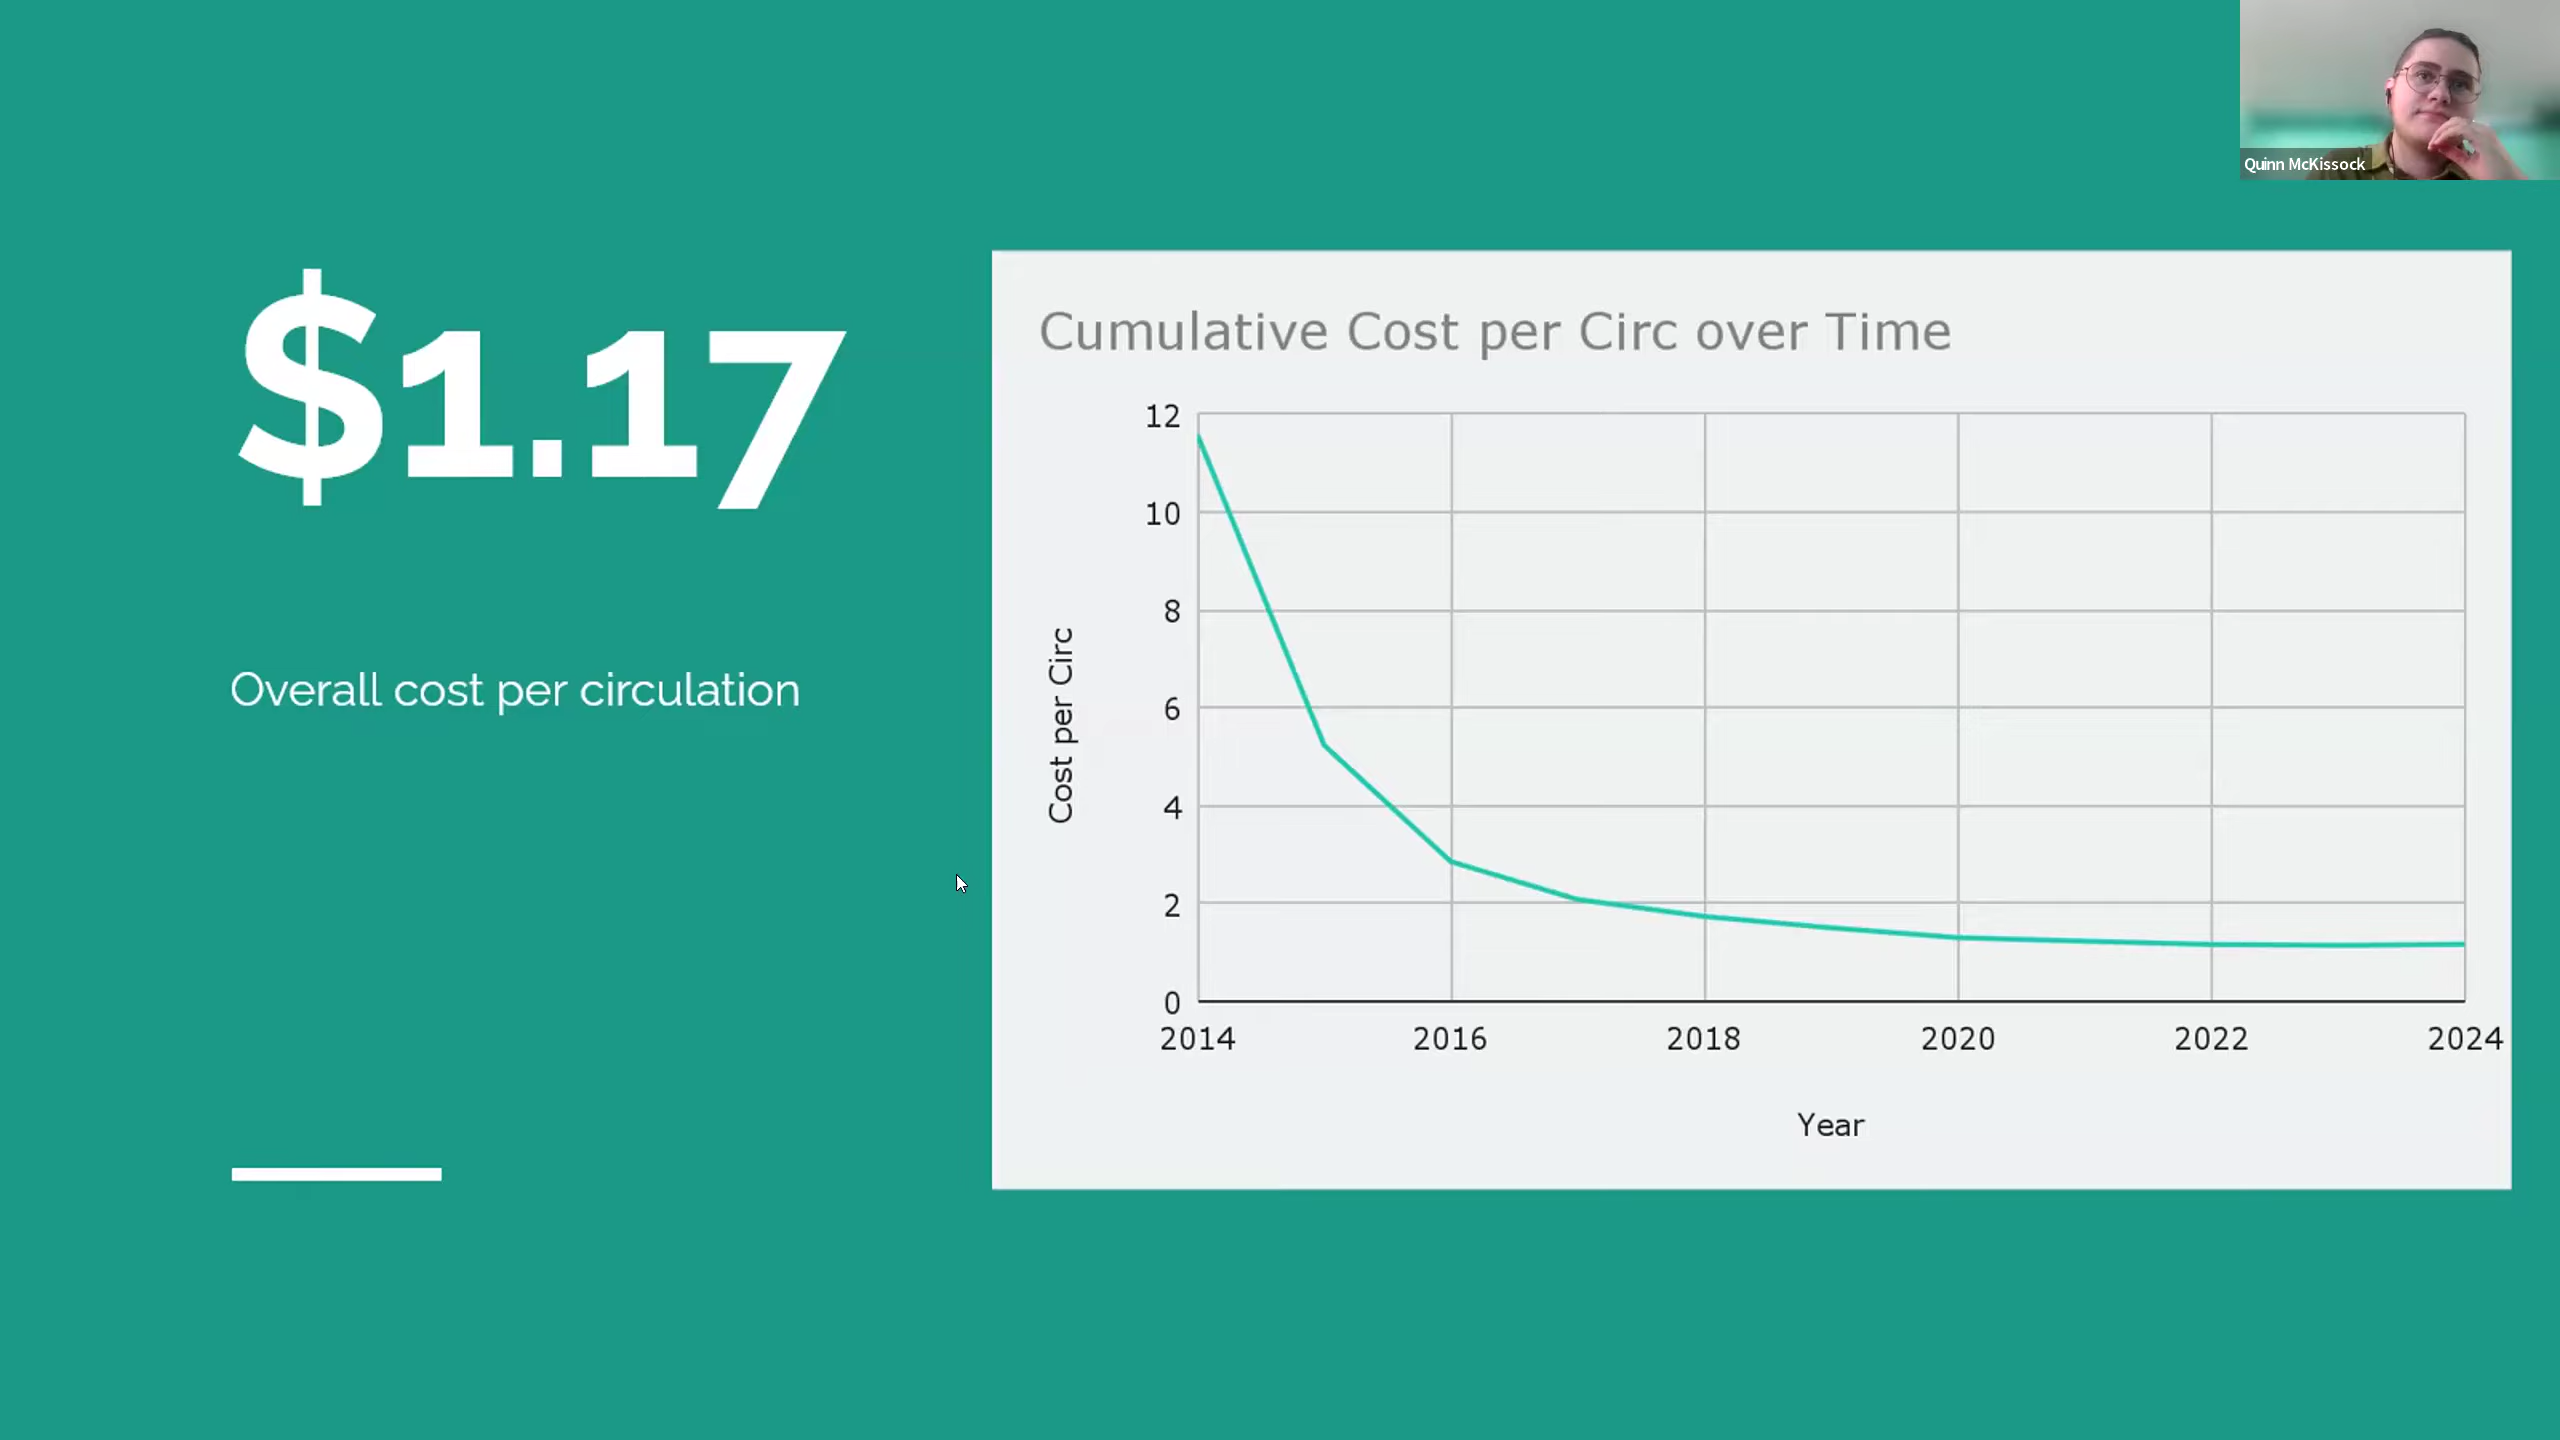 Quinn McKissock
$1.17
Overall cost per circulation
Cumulative Cost per Circ over Time
Cost per Circ
12
10
8
6
4
2
0
2014 2016 2018 2020 2022 2024
Year